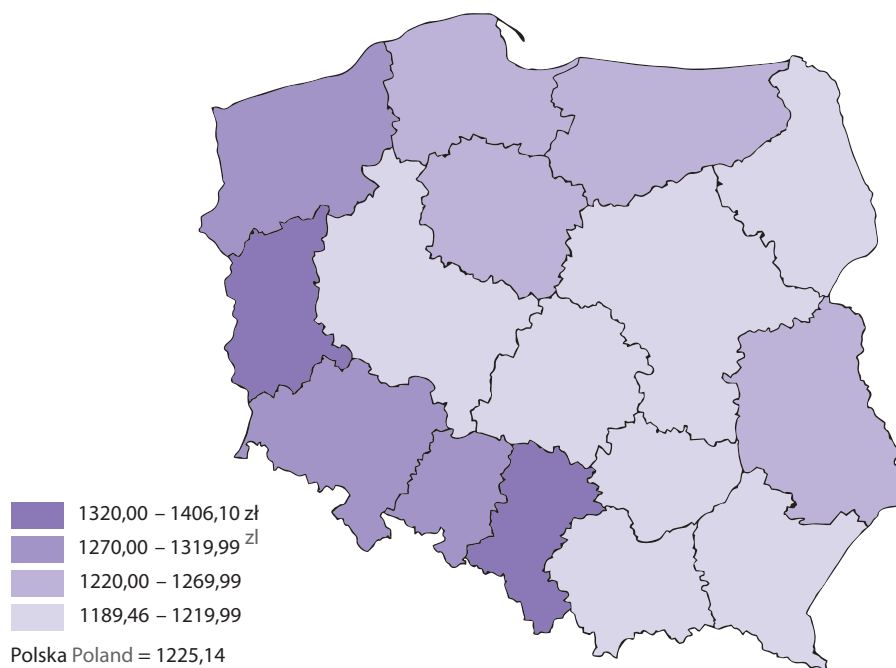 1320,00 – 1406,10 zł
1270,00 – 1319,99 zl
1220,00 – 1269,99
1189,46 – 1219,99
Polska Poland = 1225,14